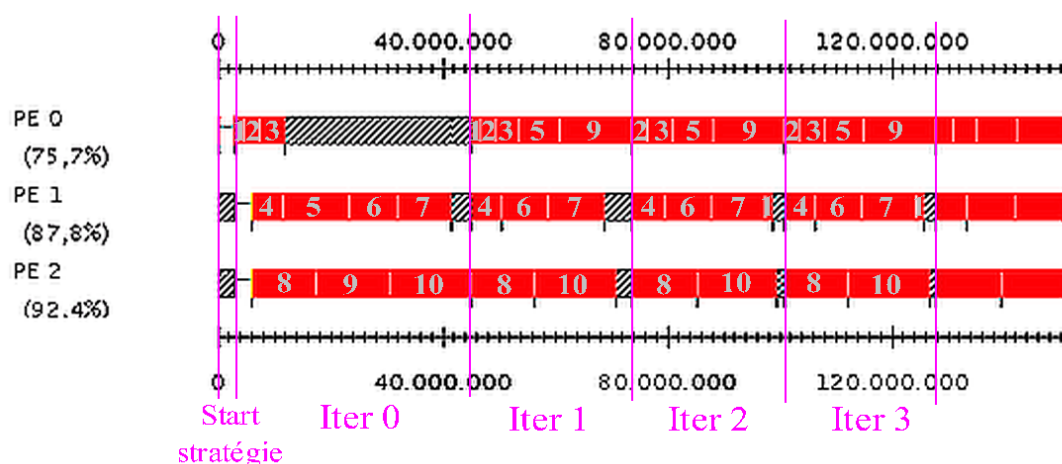 0 40.000.000 80.000.000 120.000.000
PE 0
(75,7%)
1 2 3 1 2 3 5 9 2 3 5 9 2 3 5 9
PE 1
(87,8%)
4 5 6 7 4 6 7 4 6 7 1 4 6 7 1
PE 2
(92.4%)
8 9 10 8 10 8 10 8 10
0 40.000.000 80.000.000 120.000.000
Start
stratégie
Iter 0 Iter 1 Iter 2 Iter 3